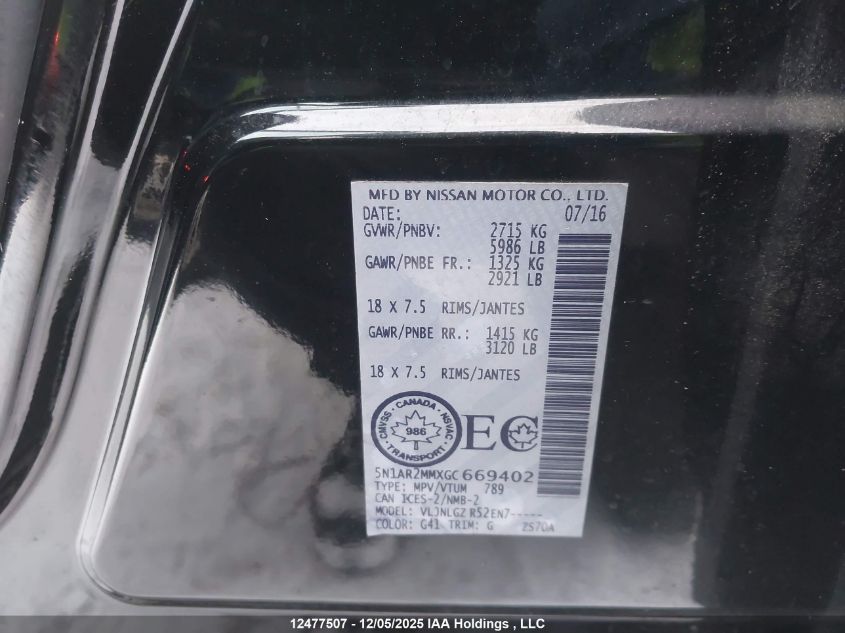 MFD BY NISSAN MOTOR CO., LTD.
DATE: 07/16
GVWR/PNBV: 2715 KG
5986 LB
GAWR/PNBE FR.: 1325 KG
2921 LB
18 X 7.5 RIMS/JANTES
GAWR/PNBE RR.: 1415 KG
3120 LB
18 X 7.5 RIMS/JANTES
CANADA
CMVSS 986 NSVAC
TRANSPORT
EC
5N1AR2MMXGC669402
TYPE: MPV/VTUM 789
CAN ICES-2/NMB-2
MODEL: VLJNLGZ R52EN7-----
COLOR: G41 TRIM: G 2S70A
12477507 - 12/05/2025 IAA Holdings , LLC